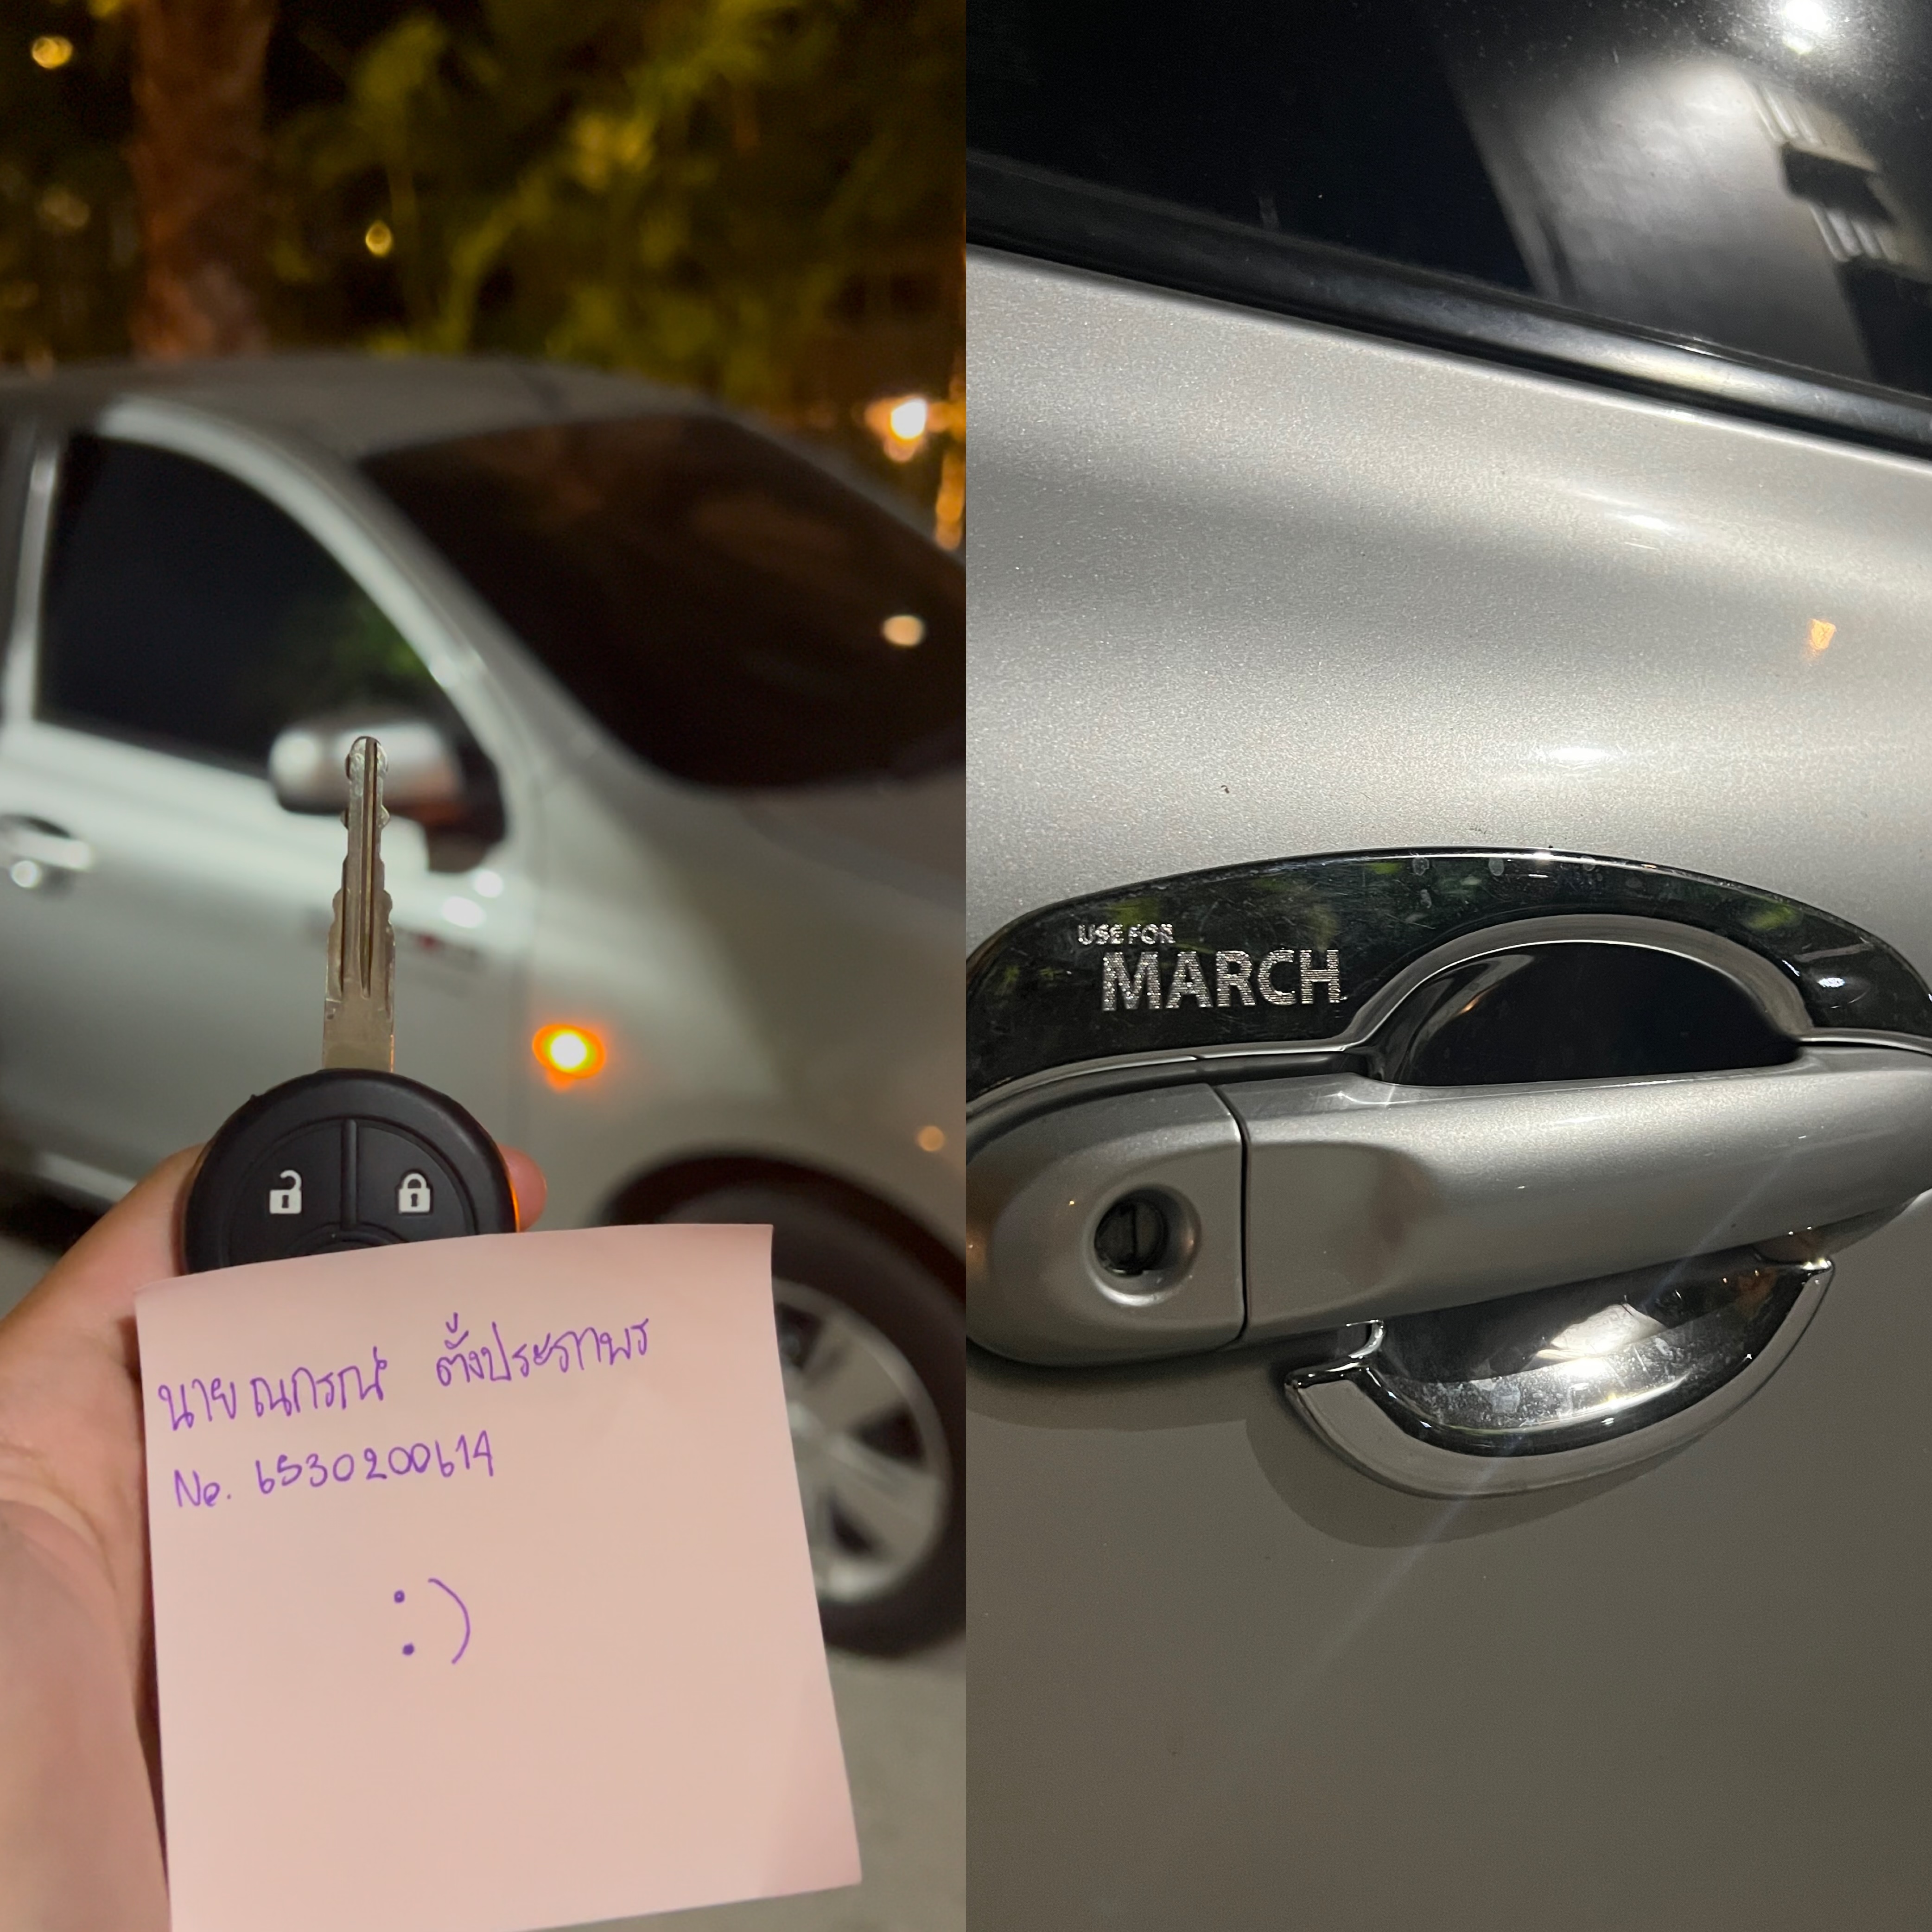 นาย ณกรณ์ ตั้งประภาพร
No. 6530200614
:)
USE FOR
MARCH